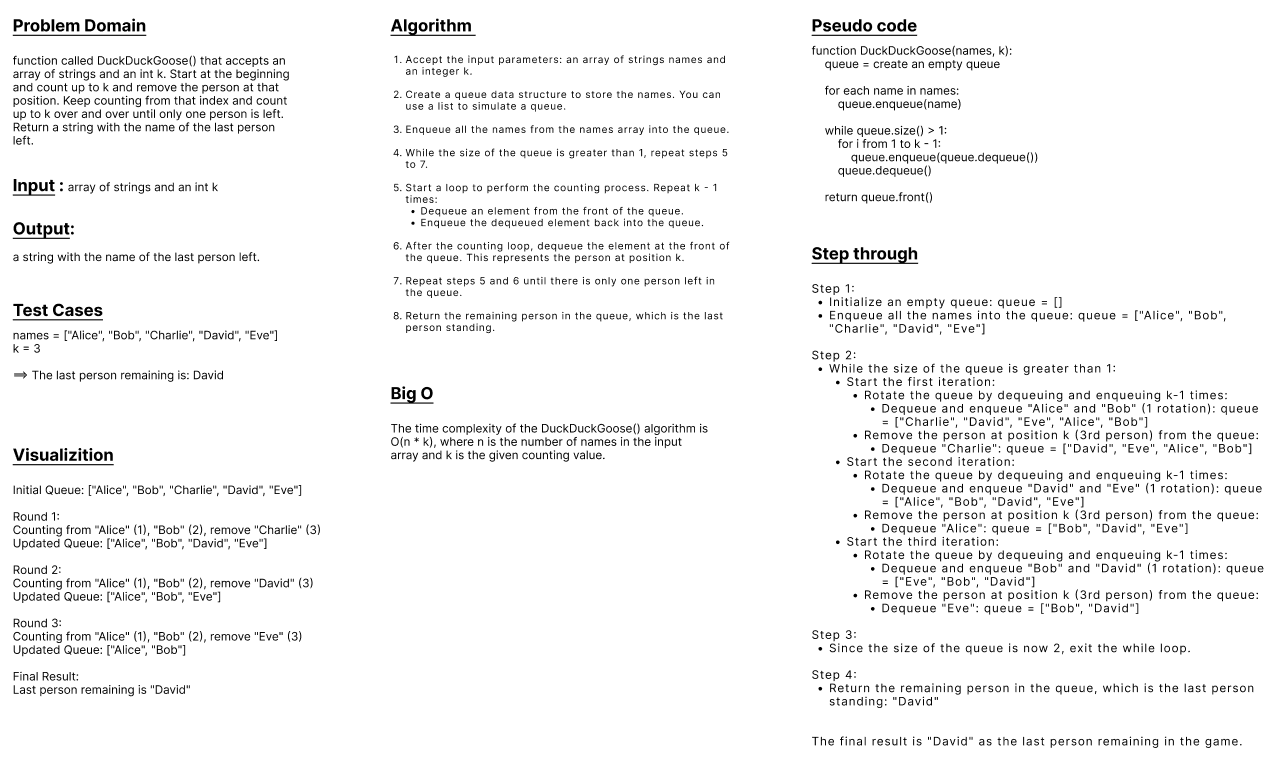 Problem Domain
function called DuckDuckGoose() that accepts an
array of strings and an int k. Start at the beginning
and count up to k and remove the person at that
position. Keep counting from that index and count
up to k over and over until only one person is left.
Return a string with the name of the last person
left.
Input : array of strings and an int k
Output:
a string with the name of the last person left.
Test Cases
names = ["Alice", "Bob", "Charlie", "David", "Eve"]
k = 3
⟹ The last person remaining is: David
Visualizition
Initial Queue: ["Alice", "Bob", "Charlie", "David", "Eve"]
Round 1:
Counting from "Alice" (1), "Bob" (2), remove "Charlie" (3)
Updated Queue: ["Alice", "Bob", "David", "Eve"]
Round 2:
Counting from "Alice" (1), "Bob" (2), remove "David" (3)
Updated Queue: ["Alice", "Bob", "Eve"]
Round 3:
Counting from "Alice" (1), "Bob" (2), remove "Eve" (3)
Updated Queue: ["Alice", "Bob"]
Final Result:
Last person remaining is "David"
Algorithm
1. Accept the input parameters: an array of strings names and
an integer k.
2. Create a queue data structure to store the names. You can
use a list to simulate a queue.
3. Enqueue all the names from the names array into the queue.
4. While the size of the queue is greater than 1, repeat steps 5
to 7.
5. Start a loop to perform the counting process. Repeat k - 1
times:
• Dequeue an element from the front of the queue.
• Enqueue the dequeued element back into the queue.
6. After the counting loop, dequeue the element at the front of
the queue. This represents the person at position k.
7. Repeat steps 5 and 6 until there is only one person left in
the queue.
8. Return the remaining person in the queue, which is the last
person standing.
Big O
The time complexity of the DuckDuckGoose() algorithm is
O(n * k), where n is the number of names in the input
array and k is the given counting value.
Pseudo code
function DuckDuckGoose(names, k):
queue = create an empty queue
for each name in names:
queue.enqueue(name)
while queue.size() > 1:
for i from 1 to k - 1:
queue.enqueue(queue.dequeue())
queue.dequeue()
return queue.front()
Step through
Step 1:
• Initialize an empty queue: queue = []
• Enqueue all the names into the queue: queue = ["Alice", "Bob",
"Charlie", "David", "Eve"]
Step 2:
• While the size of the queue is greater than 1:
• Start the first iteration:
• Rotate the queue by dequeuing and enqueuing k-1 times:
• Dequeue and enqueue "Alice" and "Bob" (1 rotation): queue
= ["Charlie", "David", "Eve", "Alice", "Bob"]
• Remove the person at position k (3rd person) from the queue:
• Dequeue "Charlie": queue = ["David", "Eve", "Alice", "Bob"]
• Start the second iteration:
• Rotate the queue by dequeuing and enqueuing k-1 times:
• Dequeue and enqueue "David" and "Eve" (1 rotation): queue
= ["Alice", "Bob", "David", "Eve"]
• Remove the person at position k (3rd person) from the queue:
• Dequeue "Alice": queue = ["Bob", "David", "Eve"]
• Start the third iteration:
• Rotate the queue by dequeuing and enqueuing k-1 times:
• Dequeue and enqueue "Bob" and "David" (1 rotation): queue
= ["Eve", "Bob", "David"]
• Remove the person at position k (3rd person) from the queue:
• Dequeue "Eve": queue = ["Bob", "David"]
Step 3:
• Since the size of the queue is now 2, exit the while loop.
Step 4:
• Return the remaining person in the queue, which is the last person
standing: "David"
The final result is "David" as the last person remaining in the game.